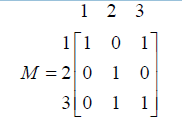 1 2 3
1 [1 0 1]
M = 2 [0 1 0]
3 [0 1 1]